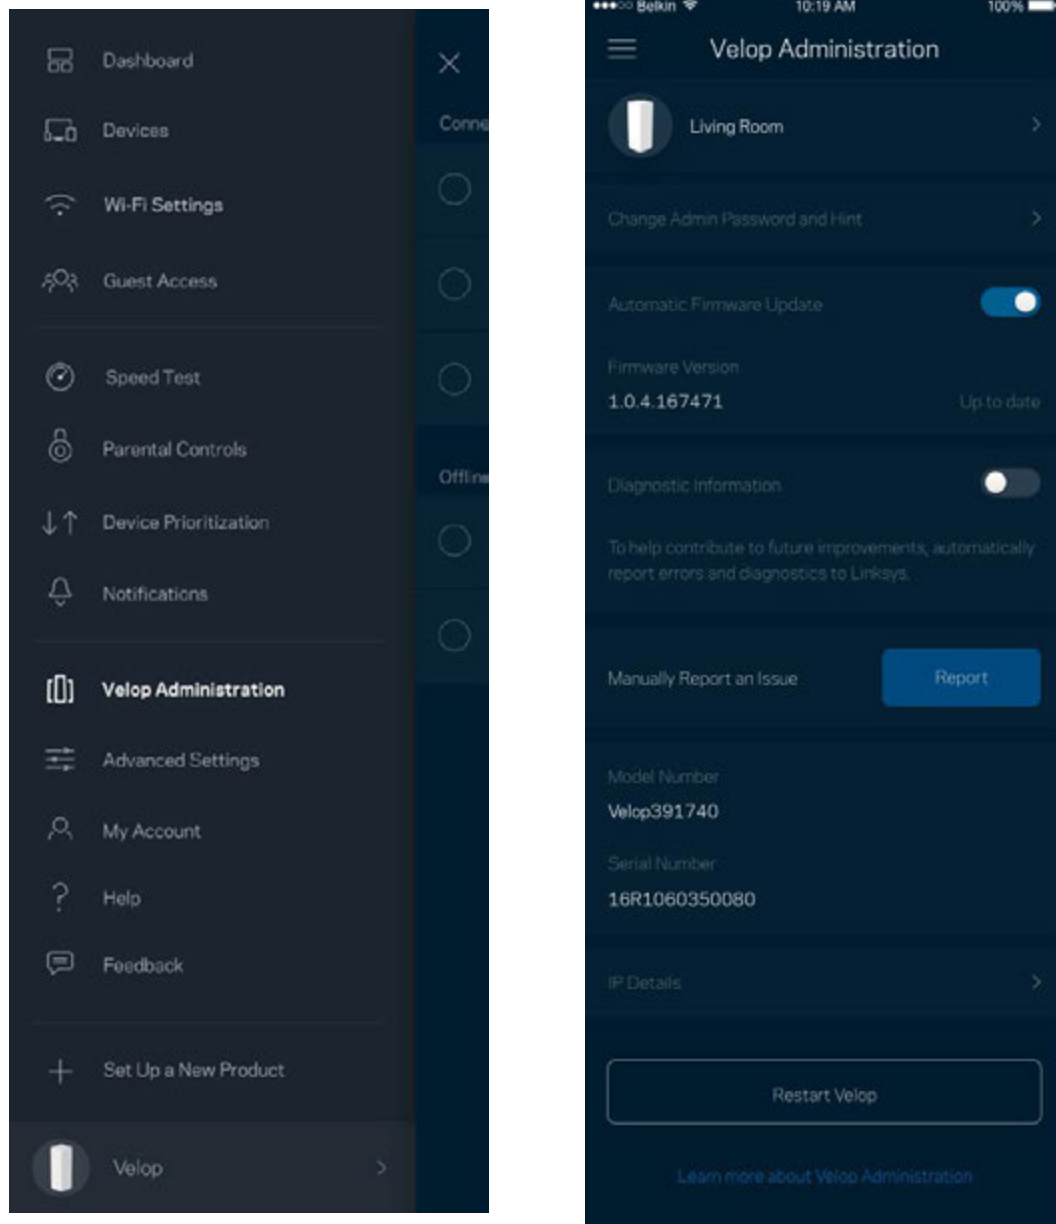 Dashboard
Devices
Wi-Fi Settings
Guest Access
Speed Test
Parental Controls
Device Prioritization
Notifications
Velop Administration
Advanced Settings
My Account
Help
Feedback
Set Up a New Product
Velop
Conne
Offline
Belkin 10:19 AM 100%
Velop Administration
Living Room
Change Admin Password and Hint
Automatic Firmware Update
Firmware Version
1.0.4.167471 Up to date
Diagnostic Information
To help contribute to future improvements, automatically
report errors and diagnostics to Linksys.
Manually Report an Issue Report
Model Number
Velop391740
Serial Number
16R1060350080
IP Details
Restart Velop
Learn more about Velop Administration